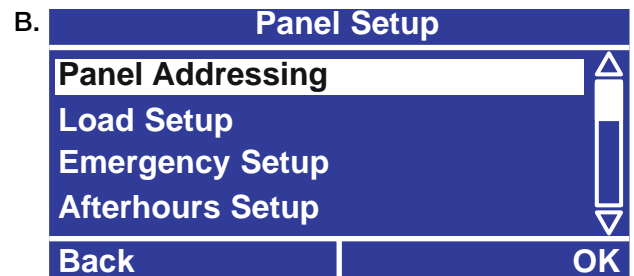 B.
Panel Setup
Panel Addressing
Load Setup
Emergency Setup
Afterhours Setup
Back OK